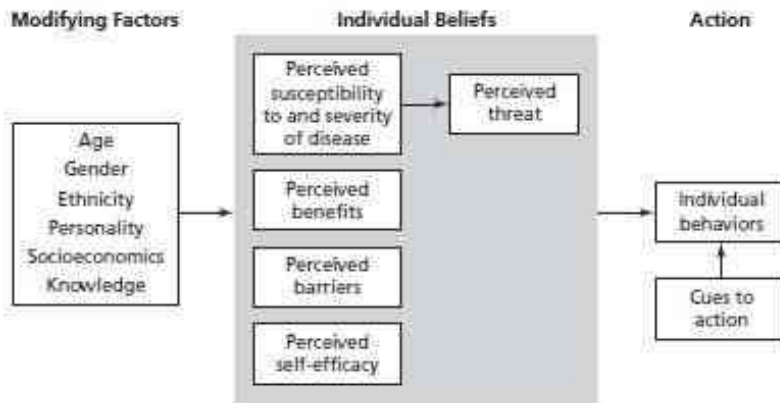 Modifying Factors
Individual Beliefs
Action
Age
Gender
Ethnicity
Personality
Socioeconomics
Knowledge
Perceived
susceptibility
to and severity
of disease
Perceived
threat
Perceived
benefits
Perceived
barriers
Perceived
self-efficacy
Individual
behaviors
Cues to
action